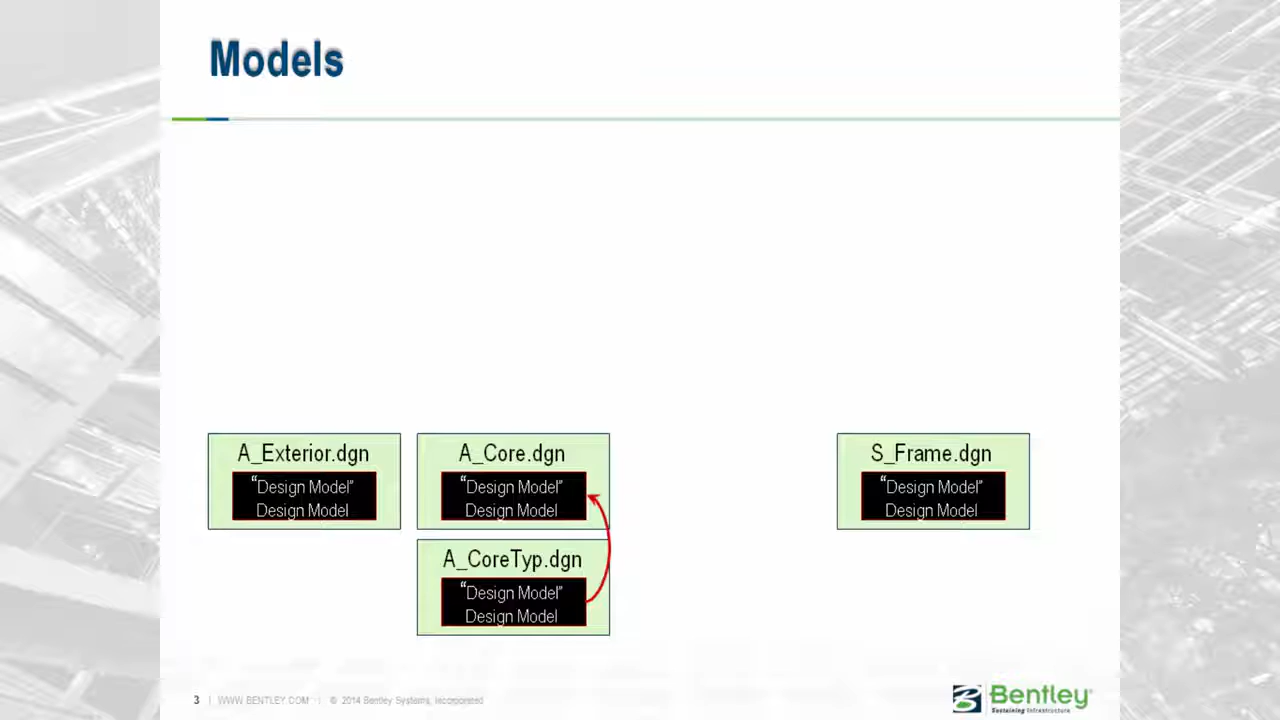 Models
A_Exterior.dgn
“Design Model”
Design Model
A_Core.dgn
“Design Model”
Design Model
A_CoreTyp.dgn
“Design Model”
Design Model
S_Frame.dgn
“Design Model”
Design Model
3 | WWW.BENTLEY.COM | © 2014 Bentley Systems, Incorporated
Bentley®
Sustaining Infrastructure